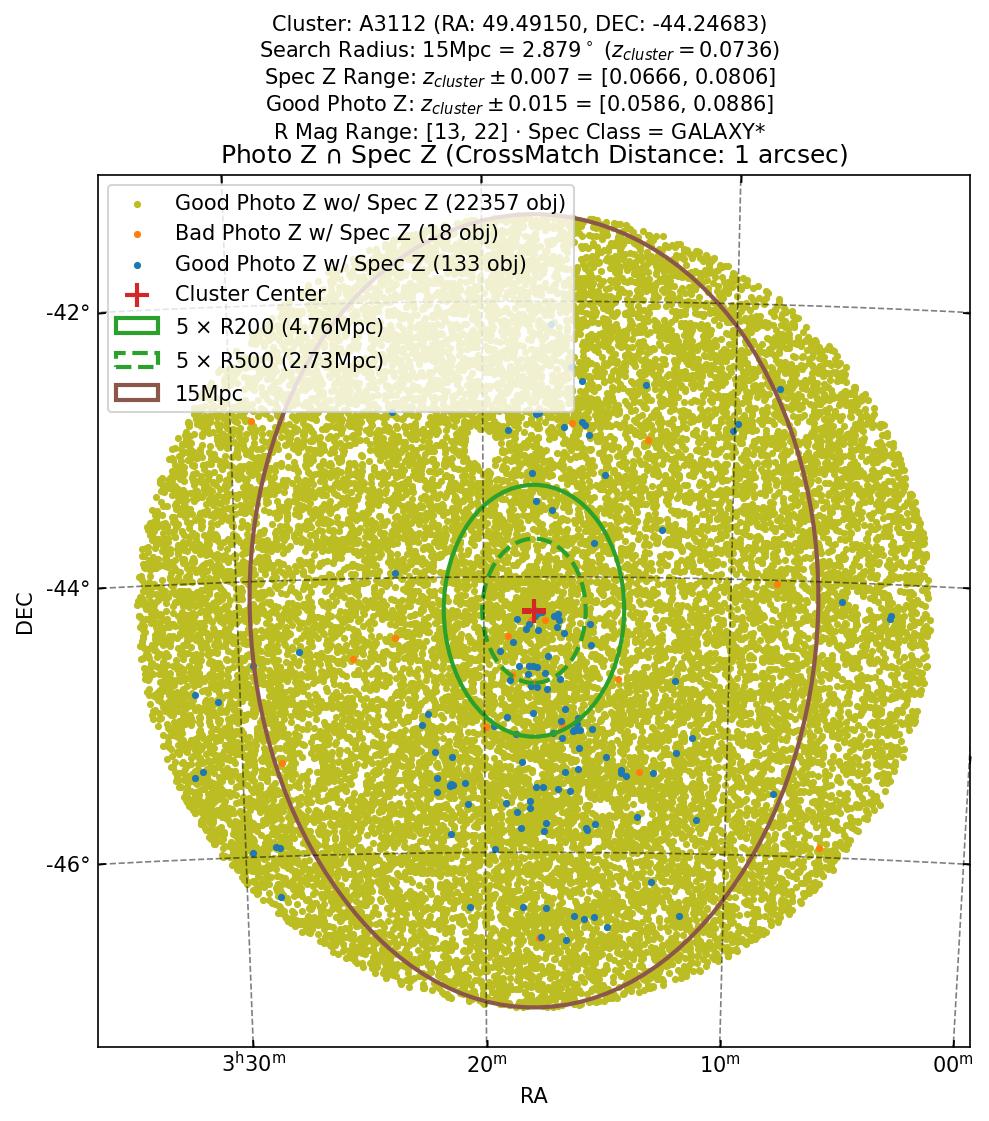 Cluster: A3112 (RA: 49.49150, DEC: -44.24683)
Search Radius: 15Mpc = 2.879° (z_cluster = 0.0736)
Spec Z Range: z_cluster ± 0.007 = [0.0666, 0.0806]
Good Photo Z: z_cluster ± 0.015 = [0.0586, 0.0886]
R Mag Range: [13, 22] · Spec Class = GALAXY*
Photo Z ∩ Spec Z (CrossMatch Distance: 1 arcsec)
Good Photo Z wo/ Spec Z (22357 obj)
Bad Photo Z w/ Spec Z (18 obj)
Good Photo Z w/ Spec Z (133 obj)
Cluster Center
5 × R200 (4.76Mpc)
5 × R500 (2.73Mpc)
15Mpc
-42°
-44°
-46°
DEC
3ʰ30ᵐ 20ᵐ 10ᵐ 00ᵐ
RA